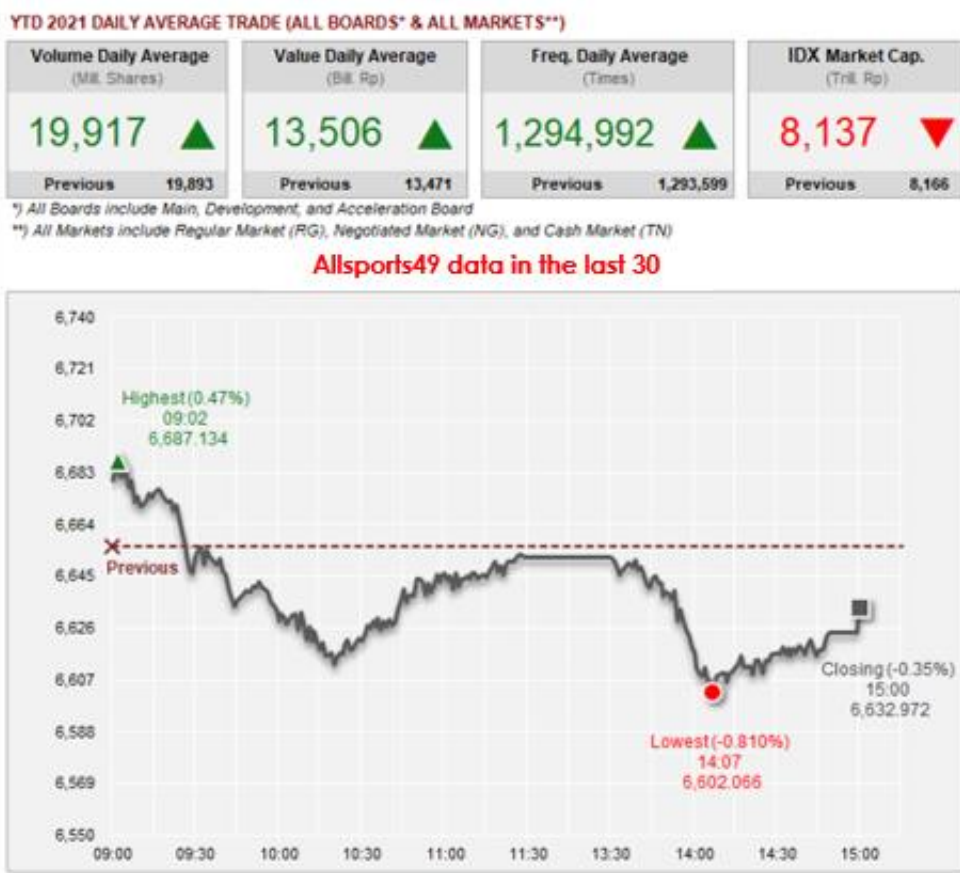 YTD 2021 DAILY AVERAGE TRADE (ALL BOARDS* & ALL MARKETS**)
Volume Daily Average
(Mill. Shares)
19,917
Previous 19,893
Value Daily Average
(Bill. Rp)
13,506
Previous 13,471
Freq. Daily Average
(Times)
1,294,992
Previous 1,293,599
IDX Market Cap.
(Trill. Rp)
8,137
Previous 8,166
*) All Boards include Main, Development, and Acceleration Board
**) All Markets include Regular Market (RG), Negotiated Market (NG), and Cash Market (TN)
Allsports49 data in the last 30
6,740
6,721
6,702
6,683
6,664
6,645
6,626
6,607
6,588
6,569
6,550
Highest (0.47%)
09:02
6,687.134
Previous
Closing (-0.35%)
15:00
6,632.972
Lowest (-0.810%)
14:07
6,602.066
09:00 09:30 10:00 10:30 11:00 11:30 13:30 14:00 14:30 15:00